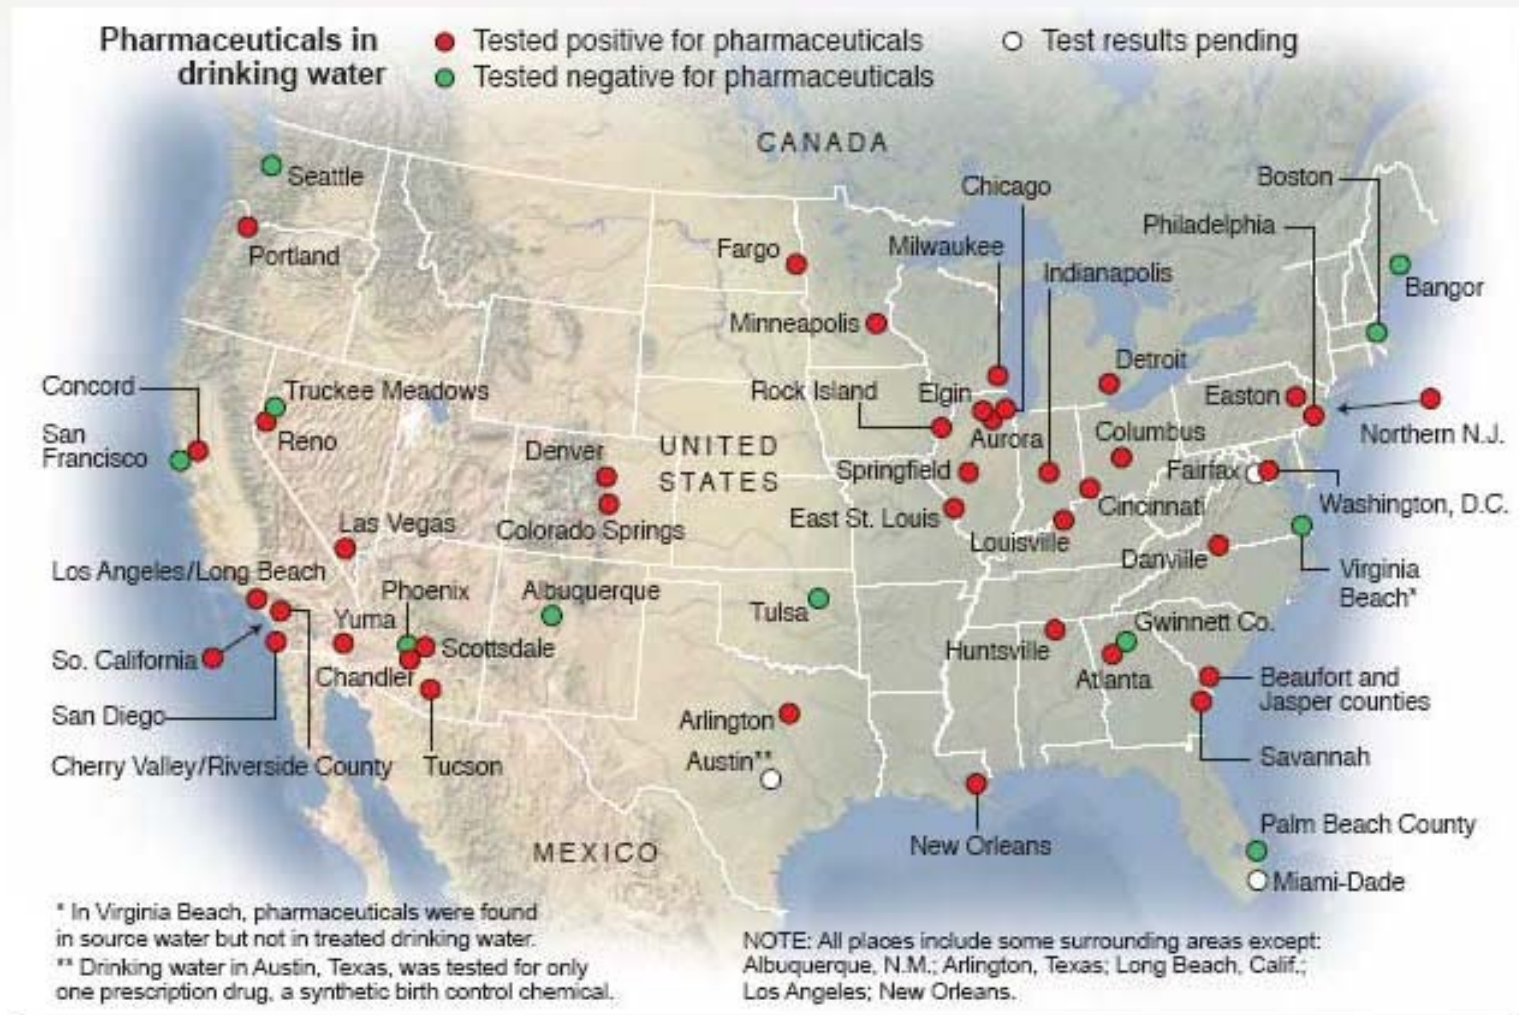 Pharmaceuticals in
drinking water
Tested positive for pharmaceuticals
Tested negative for pharmaceuticals
Test results pending
CANADA
Seattle
Portland
Fargo
Minneapolis
Chicago
Milwaukee
Indianapolis
Boston
Philadelphia
Bangor
Concord
San
Francisco
Truckee Meadows
Reno
Denver
Colorado Springs
UNITED
STATES
Rock Island
Elgin
Aurora
Detroit
Columbus
Easton
Northern N.J.
Springfield
East St. Louis
Cincinnati
Louisville
Fairfax
Washington, D.C.
Danville
Virginia
Beach*
Las Vegas
Los Angeles/Long Beach
Phoenix
Yuma
Albuquerque
Tulsa
Scottsdale
Chandler
So. California
San Diego
Cherry Valley/Riverside County
Tucson
Huntsville
Gwinnett Co.
Atlanta
Beaufort and
Jasper counties
Savannah
Arlington
Austin**
New Orleans
Palm Beach County
Miami-Dade
MEXICO
* In Virginia Beach, pharmaceuticals were found
in source water but not in treated drinking water.
** Drinking water in Austin, Texas, was tested for only
one prescription drug, a synthetic birth control chemical.
NOTE: All places include some surrounding areas except:
Albuquerque, N.M.; Arlington, Texas; Long Beach, Calif.;
Los Angeles; New Orleans.